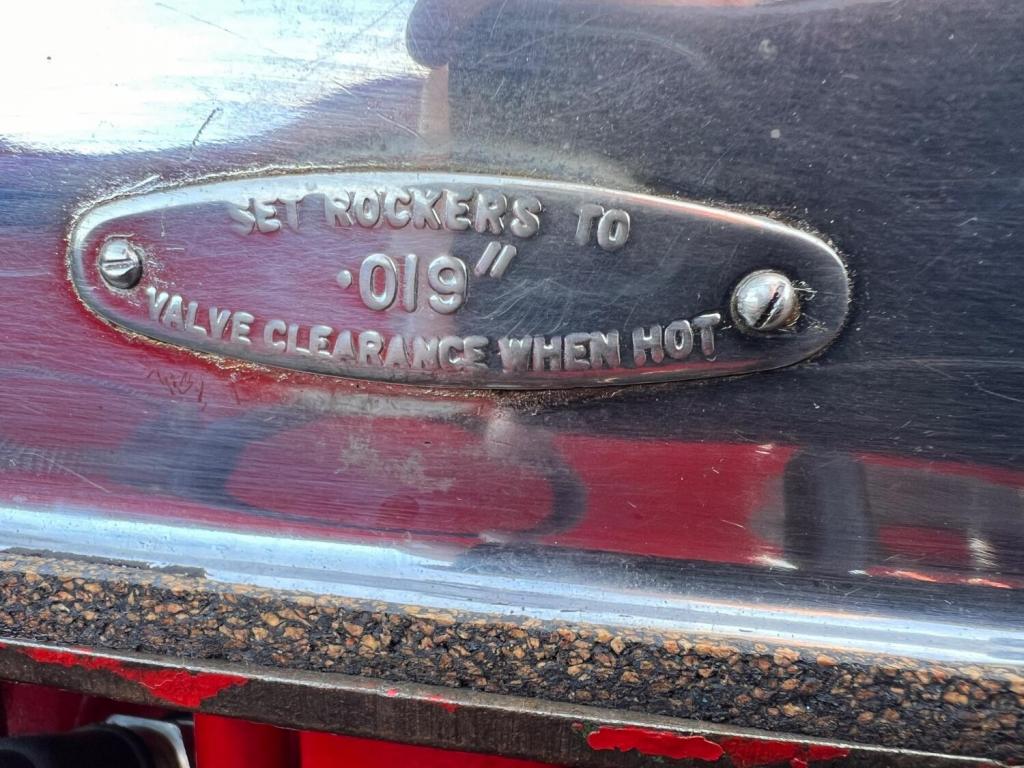 SET ROCKERS TO
·019"
VALVE CLEARANCE WHEN HOT